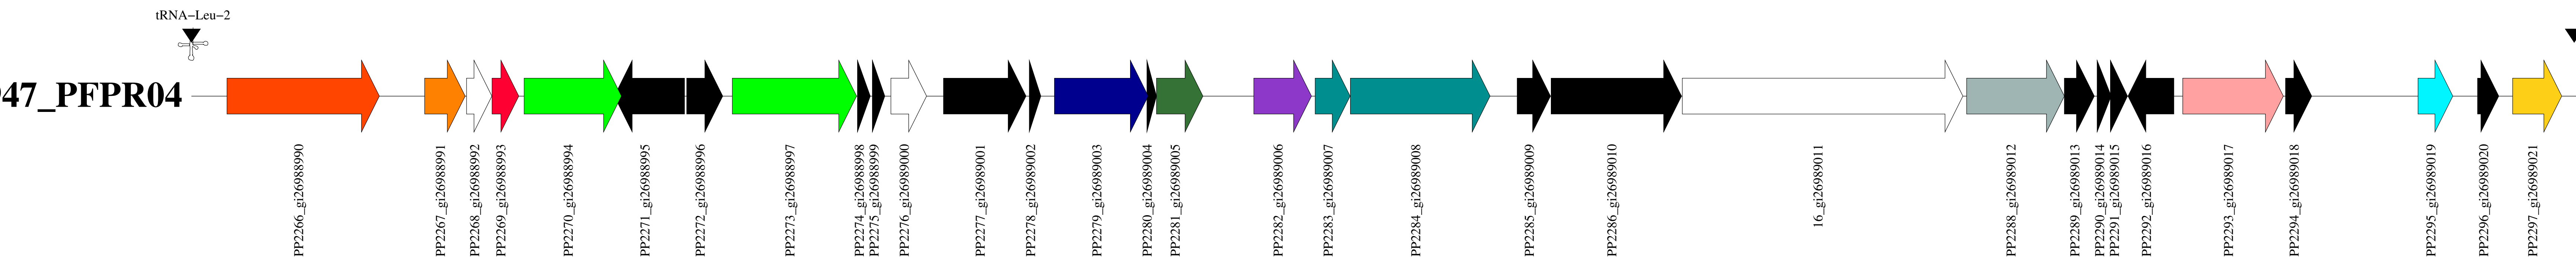 tRNA−Leu−2
947_PFPR04
PP2266_gi26988990
PP2267_gi26988991
PP2268_gi26988992
PP2269_gi26988993
PP2270_gi26988994
PP2271_gi26988995
PP2272_gi26988996
PP2273_gi26988997
PP2274_gi26988998
PP2275_gi26988999
PP2276_gi26989000
PP2277_gi26989001
PP2278_gi26989002
PP2279_gi26989003
PP2280_gi26989004
PP2281_gi26989005
PP2282_gi26989006
PP2283_gi26989007
PP2284_gi26989008
PP2285_gi26989009
PP2286_gi26989010
16_gi26989011
PP2288_gi26989012
PP2289_gi26989013
PP2290_gi26989014
PP2291_gi26989015
PP2292_gi26989016
PP2293_gi26989017
PP2294_gi26989018
PP2295_gi26989019
PP2296_gi26989020
PP2297_gi26989021